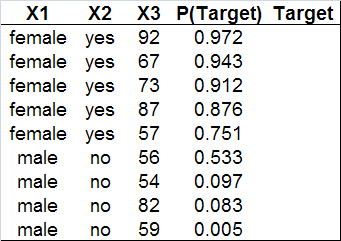 X1 X2 X3 P(Target) Target
female yes 92 0.972
female yes 67 0.943
female yes 73 0.912
female yes 87 0.876
female yes 57 0.751
male no 56 0.533
male no 54 0.097
male no 82 0.083
male no 59 0.005